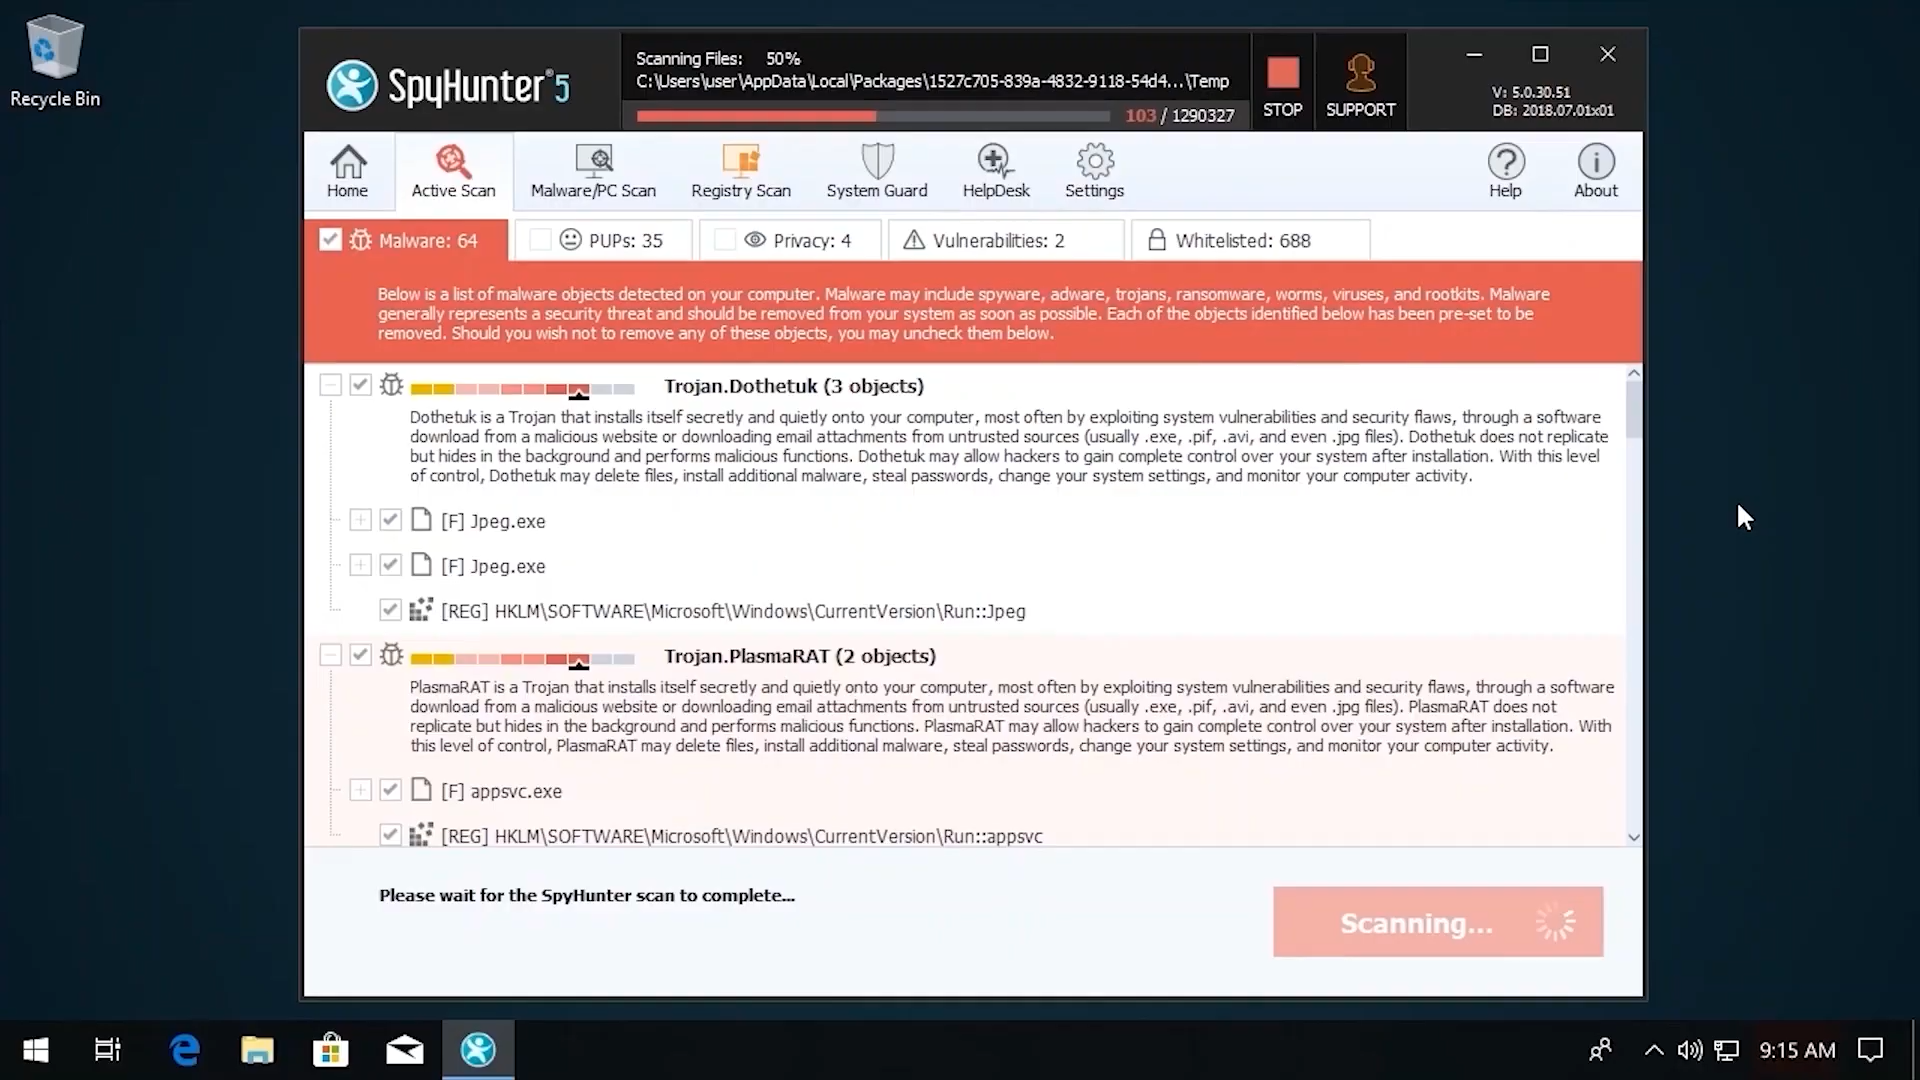 Recycle Bin
SpyHunter® 5
Scanning Files: 50%
C:\Users\user\AppData\Local\Packages\1527c705-839a-4832-9118-54d4...\Temp
103 / 1290327
STOP
SUPPORT
V: 5.0.30.51
DB: 2018.07.01x01
Home
Active Scan
Malware/PC Scan
Registry Scan
System Guard
HelpDesk
Settings
Help
About
Malware: 64
PUPs: 35
Privacy: 4
Vulnerabilities: 2
Whitelisted: 688
Below is a list of malware objects detected on your computer. Malware may include spyware, adware, trojans, ransomware, worms, viruses, and rootkits. Malware
generally represents a security threat and should be removed from your system as soon as possible. Each of the objects identified below has been pre-set to be
removed. Should you wish not to remove any of these objects, you may uncheck them below.
Trojan.Dothetuk (3 objects)
Dothetuk is a Trojan that installs itself secretly and quietly onto your computer, most often by exploiting system vulnerabilities and security flaws, through a software
download from a malicious website or downloading email attachments from untrusted sources (usually .exe, .pif, .avi, and even .jpg files). Dothetuk does not replicate
but hides in the background and performs malicious functions. Dothetuk may allow hackers to gain complete control over your system after installation. With this level
of control, Dothetuk may delete files, install additional malware, steal passwords, change your system settings, and monitor your computer activity.
[F] Jpeg.exe
[F] Jpeg.exe
[REG] HKLM\SOFTWARE\Microsoft\Windows\CurrentVersion\Run::Jpeg
Trojan.PlasmaRAT (2 objects)
PlasmaRAT is a Trojan that installs itself secretly and quietly onto your computer, most often by exploiting system vulnerabilities and security flaws, through a software
download from a malicious website or downloading email attachments from untrusted sources (usually .exe, .pif, .avi, and even .jpg files). PlasmaRAT does not
replicate but hides in the background and performs malicious functions. PlasmaRAT may allow hackers to gain complete control over your system after installation. With
this level of control, PlasmaRAT may delete files, install additional malware, steal passwords, change your system settings, and monitor your computer activity.
[F] appsvc.exe
[REG] HKLM\SOFTWARE\Microsoft\Windows\CurrentVersion\Run::appsvc
Please wait for the SpyHunter scan to complete...
Scanning...
9:15 AM